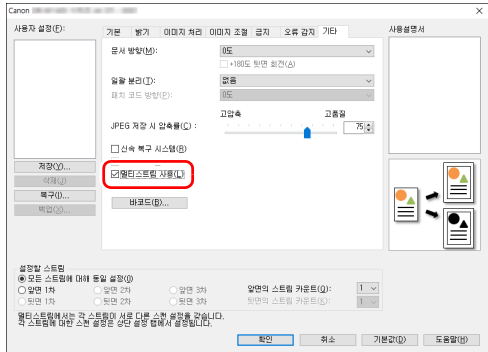 Canon
사용자 설정(F):
기본 밝기 이미지 처리 이미지 조절 급지 오류 감지 기타
사용설명서
문서 방향(M): 0도
+180도 뒷면 회전(A)
일괄 분리(T): 없음
패치 코드 방향(P): 0도
고압축 고품질
JPEG 저장 시 압축률(C) : 75
신속 복구 시스템(R)
멀티스트림 사용(L)
바코드(B)...
저장(Y)...
삭제(J)
복구(I)...
백업(X)...
설정할 스트림
모든 스트림에 대해 동일 설정(0)
앞면 1차 앞면 2차 앞면 3차 앞면의 스트림 카운트(Q): 1
뒷면 1차 뒷면 2차 뒷면 3차 뒷면의 스트림 카운트(S): 1
멀티스트림에서는 각 스트림이 서로 다른 스캔 설정을 갖습니다.
각 스트림에 대한 스캔 설정은 상단 설정 탭에서 설정됩니다.
확인 취소 기본값(D) 도움말(H)